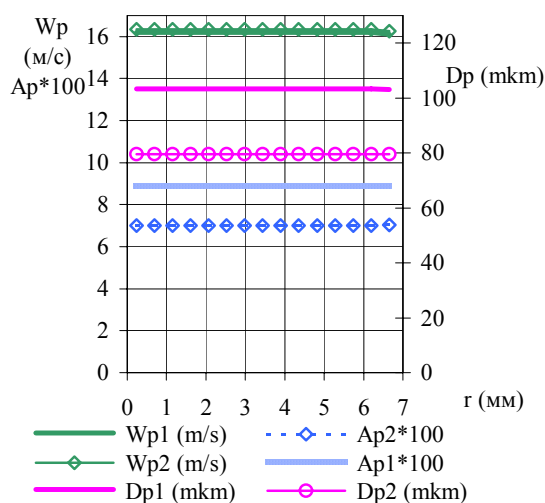 Wp
(м/с)
Ap*100
Dp (mkm)
16
14
12
10
8
6
4
2
0
120
100
80
60
40
20
0
0 1 2 3 4 5 6 7
r (мм)
Wp1 (m/s)
Ap2*100
Wp2 (m/s)
Ap1*100
Dp1 (mkm)
Dp2 (mkm)